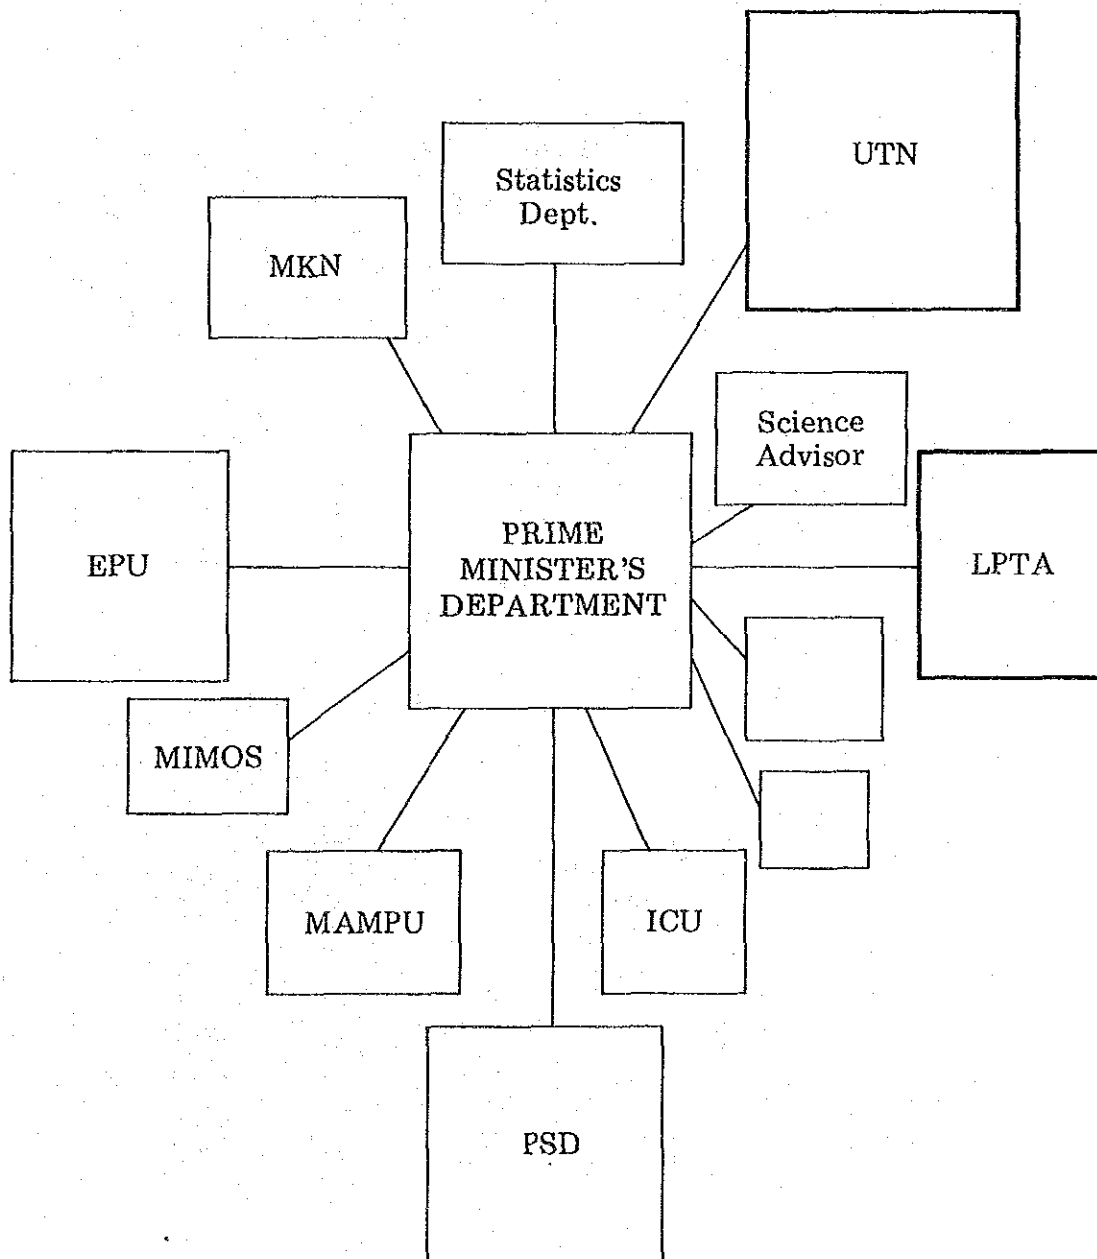 UTN
Statistics
Dept.
MKN
Science
Advisor
PRIME
MINISTER'S
DEPARTMENT
EPU
LPTA
MIMOS
MAMPU
ICU
PSD